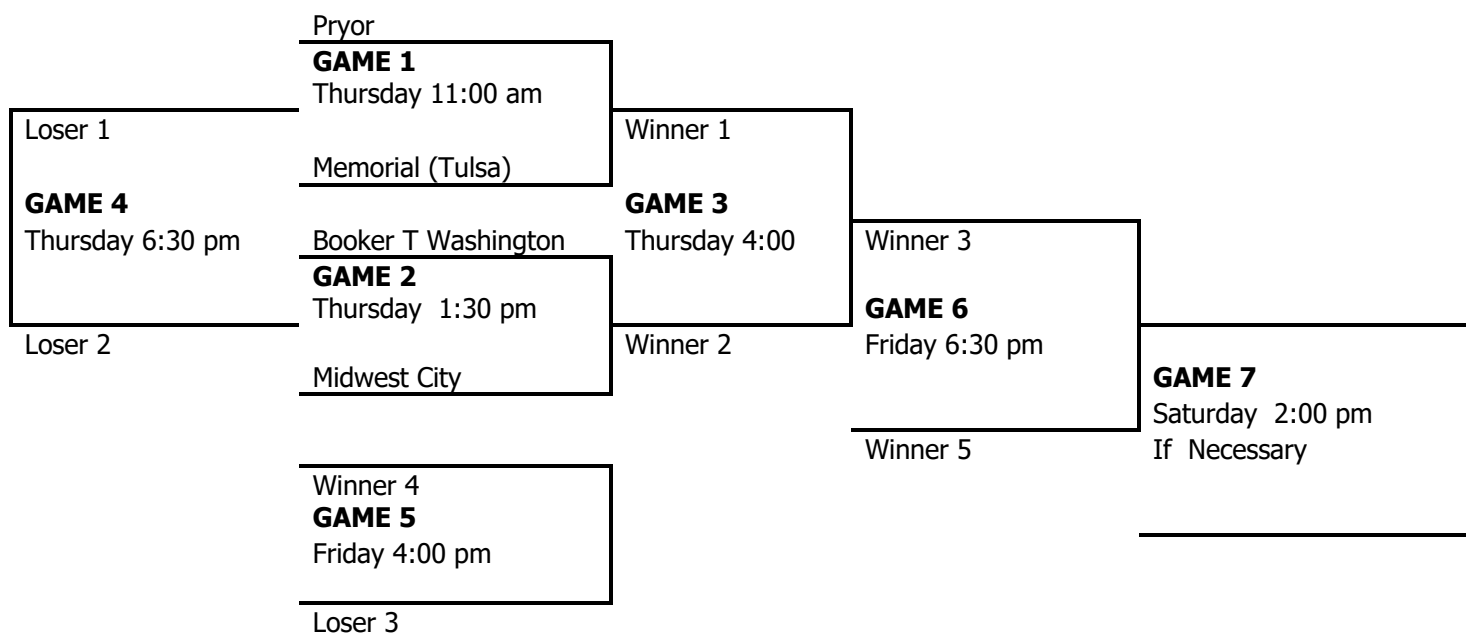 Pryor
GAME 1
Thursday 11:00 am
Loser 1
Winner 1
Memorial (Tulsa)
GAME 4
GAME 3
Thursday 6:30 pm
Booker T Washington
Thursday 4:00
Winner 3
GAME 2
Thursday  1:30 pm
GAME 6
Loser 2
Winner 2
Friday 6:30 pm
Midwest City
GAME 7
Saturday  2:00 pm
Winner 5
If  Necessary
Winner 4
GAME 5
Friday 4:00 pm
Loser 3